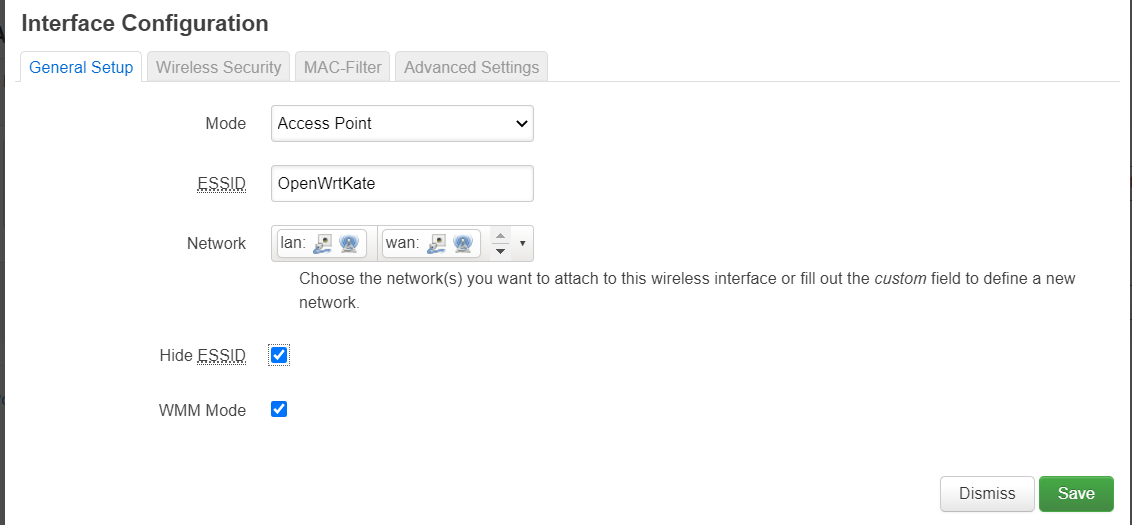 Interface Configuration
General Setup Wireless Security MAC-Filter Advanced Settings
Mode Access Point
ESSID OpenWrtKate
Network lan: wan:
Choose the network(s) you want to attach to this wireless interface or fill out the custom field to define a new
network.
Hide ESSID
WMM Mode
Dismiss Save